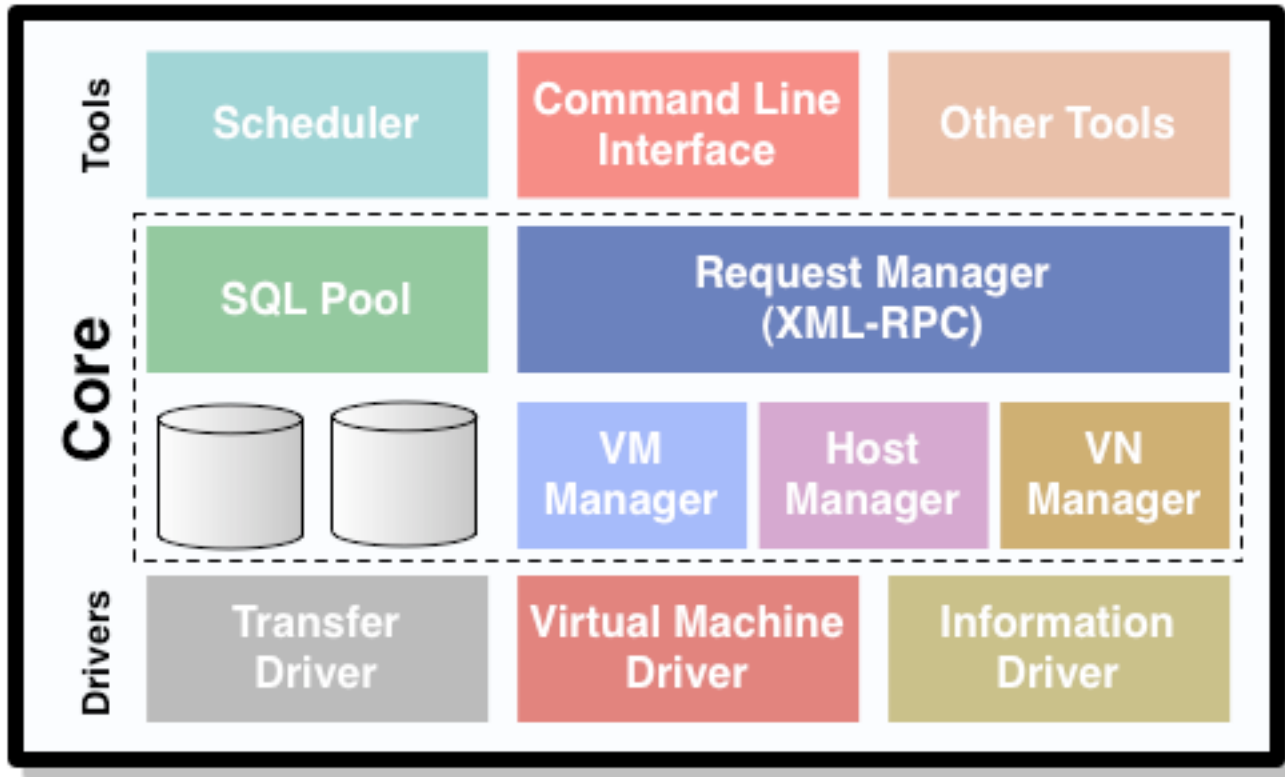 Tools
Scheduler
Command Line
Interface
Other Tools
Core
SQL Pool
Request Manager
(XML-RPC)
VM
Manager
Host
Manager
VN
Manager
Drivers
Transfer
Driver
Virtual Machine
Driver
Information
Driver